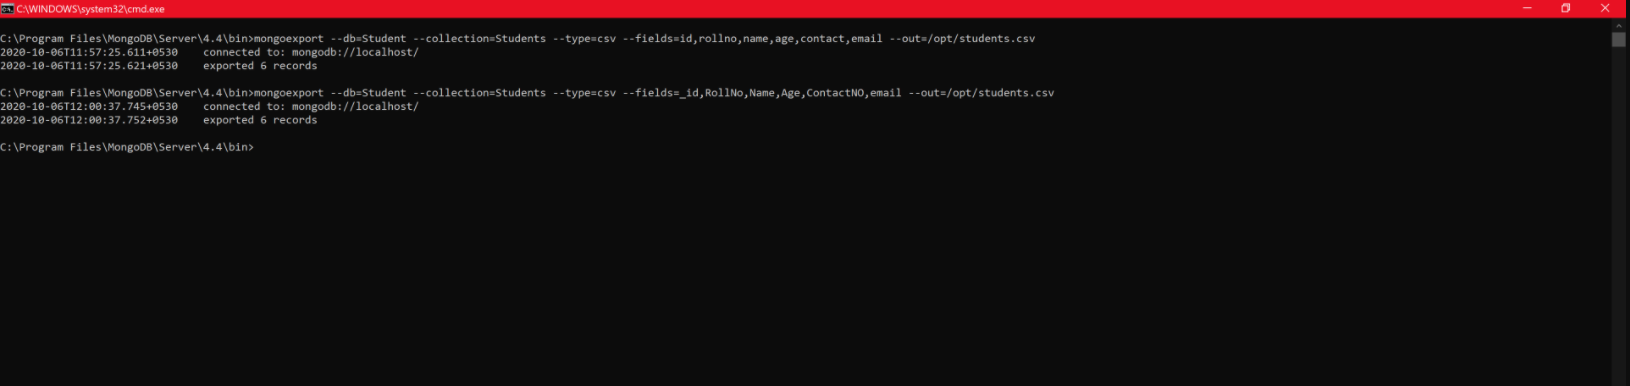 C:\WINDOWS\system32\cmd.exe
C:\Program Files\MongoDB\Server\4.4\bin>mongoexport --db=Student --collection=Students --type=csv --fields=id,rollno,name,age,contact,email --out=/opt/students.csv
2020-10-06T11:57:25.611+0530    connected to: mongodb://localhost/
2020-10-06T11:57:25.621+0530    exported 6 records
C:\Program Files\MongoDB\Server\4.4\bin>mongoexport --db=Student --collection=Students --type=csv --fields=_id,RollNo,Name,Age,ContactNO,email --out=/opt/students.csv
2020-10-06T12:00:37.745+0530    connected to: mongodb://localhost/
2020-10-06T12:00:37.752+0530    exported 6 records
C:\Program Files\MongoDB\Server\4.4\bin>